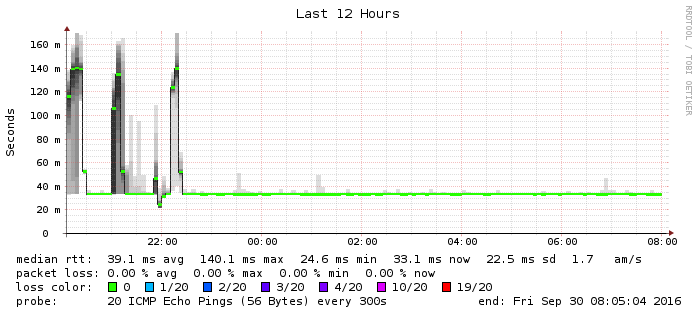 Last 12 Hours
RRDTOOL / TOBI OETIKER
Seconds
160 m
140 m
120 m
100 m
80 m
60 m
40 m
20 m
0
22:00 00:00 02:00 04:00 06:00 08:00
median rtt: 39.1 ms avg 140.1 ms max 24.6 ms min 33.1 ms now 22.5 ms sd 1.7 am/s
packet loss: 0.00 % avg 0.00 % max 0.00 % min 0.00 % now
loss color: 0 1/20 2/20 3/20 4/20 10/20 19/20
probe: 20 ICMP Echo Pings (56 Bytes) every 300s end: Fri Sep 30 08:05:04 2016